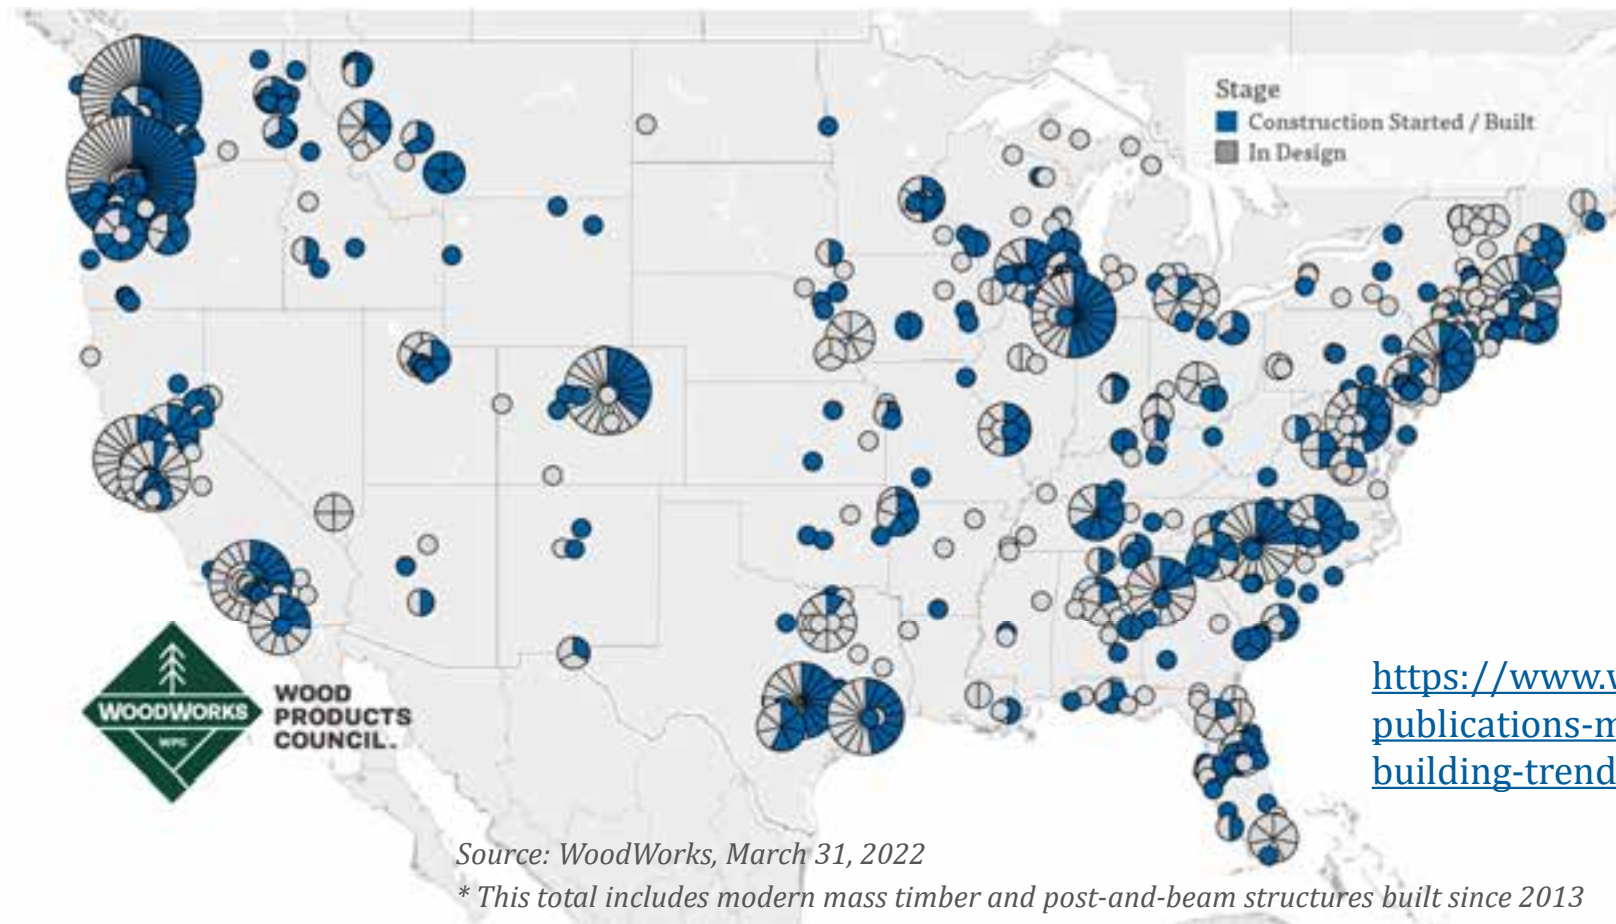 Stage
Construction Started / Built
In Design
WOODWORKS
WPC
WOOD
PRODUCTS
COUNCIL.
https://www.w
publications-m
building-trend
Source: WoodWorks, March 31, 2022
* This total includes modern mass timber and post-and-beam structures built since 2013